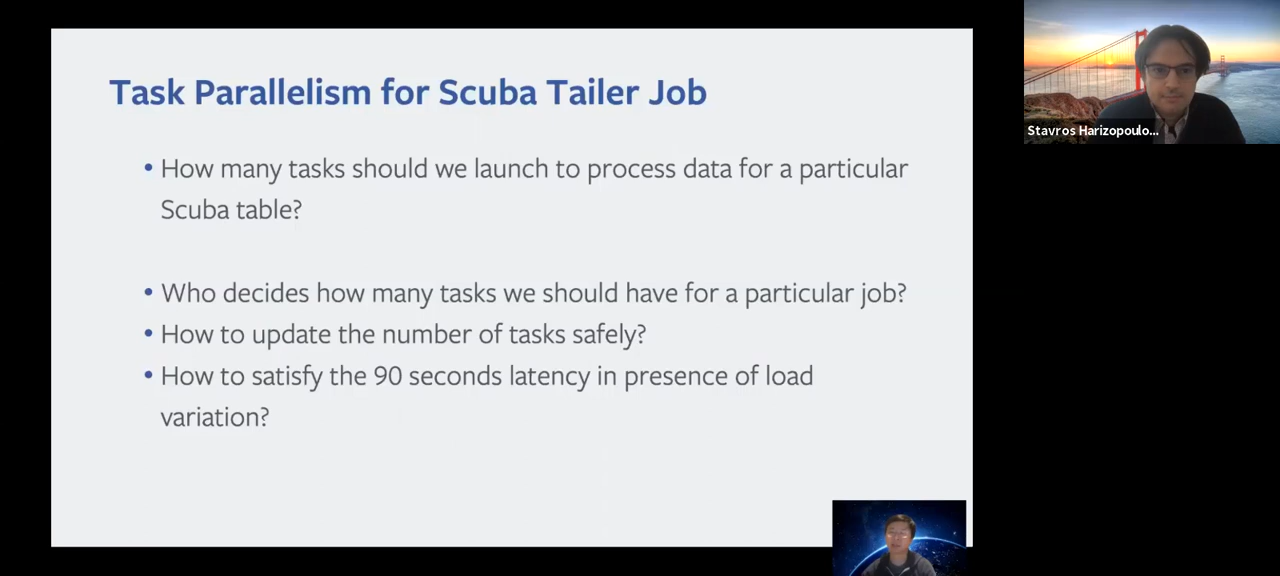 Task Parallelism for Scuba Tailer Job
• How many tasks should we launch to process data for a particular
Scuba table?
• Who decides how many tasks we should have for a particular job?
• How to update the number of tasks safely?
• How to satisfy the 90 seconds latency in presence of load
variation?
Stavros Harizopoulo...